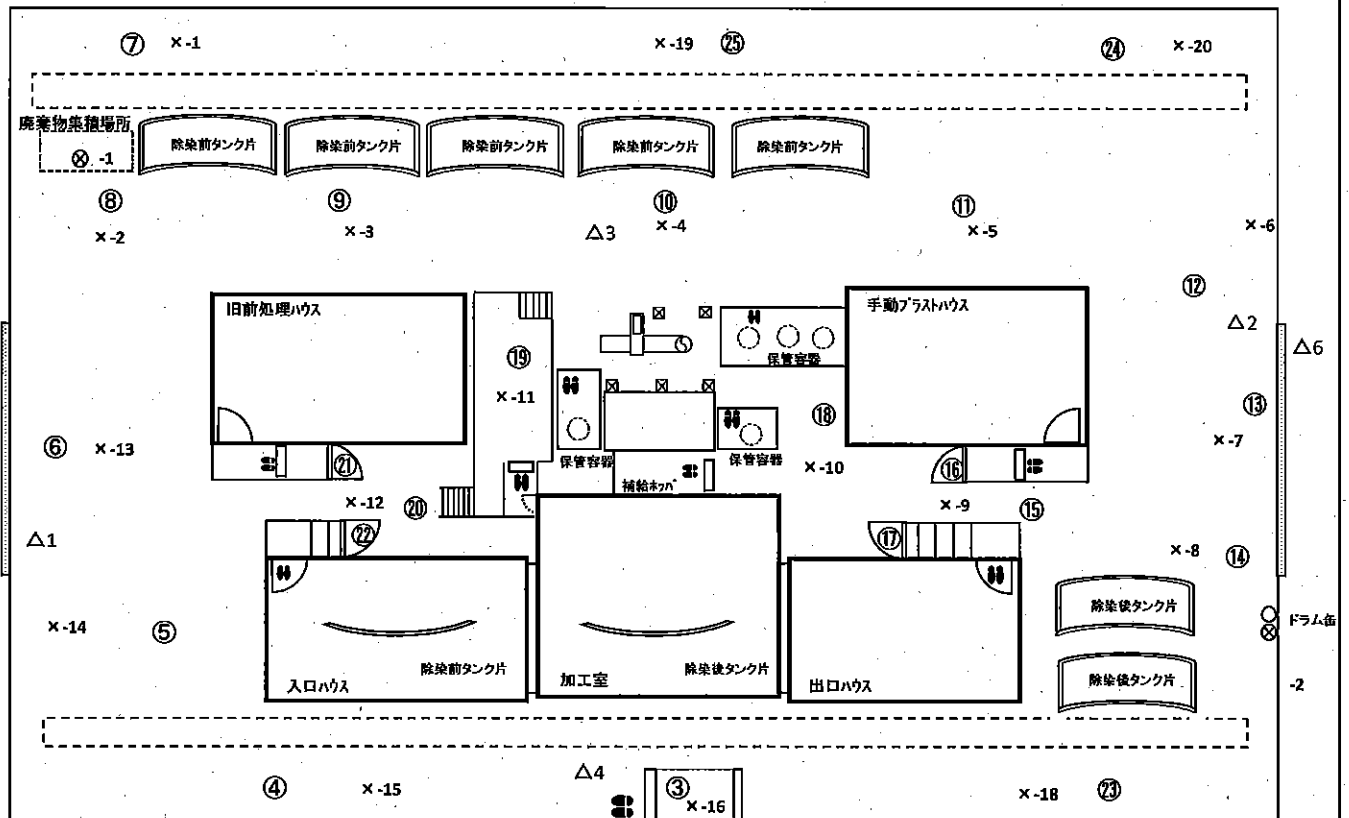 ⑦ ×-1 ×-19 ㉕ ㉔ ×-20
廃棄物集積場所
⊗ -1
除染前タンク片 除染前タンク片 除染前タンク片 除染前タンク片 除染前タンク片
⑧ ⑨ ⑩ ⑪
×-2 ×-3 △3 ×-4 ×-5 ×-6
⑫
旧前処理ハウス
手動ブラストハウス
△2
△6
保管容器
⑲
×-11
⑱
⑬
⑥ ×-13
×-7
保管容器 保管容器
㉑
×-10
⑯
補給ホッパ
×-12 ⑳
×-9 ⑮
△1
㉒
⑰
×-8 ⑭
除染後タンク片
ドラム缶
×-14 ⑤
除染前タンク片
除染後タンク片
除染後タンク片
入口ハウス
加工室
出口ハウス
-2
△4
④ ×-15
③ ×-16
×-18 ㉓